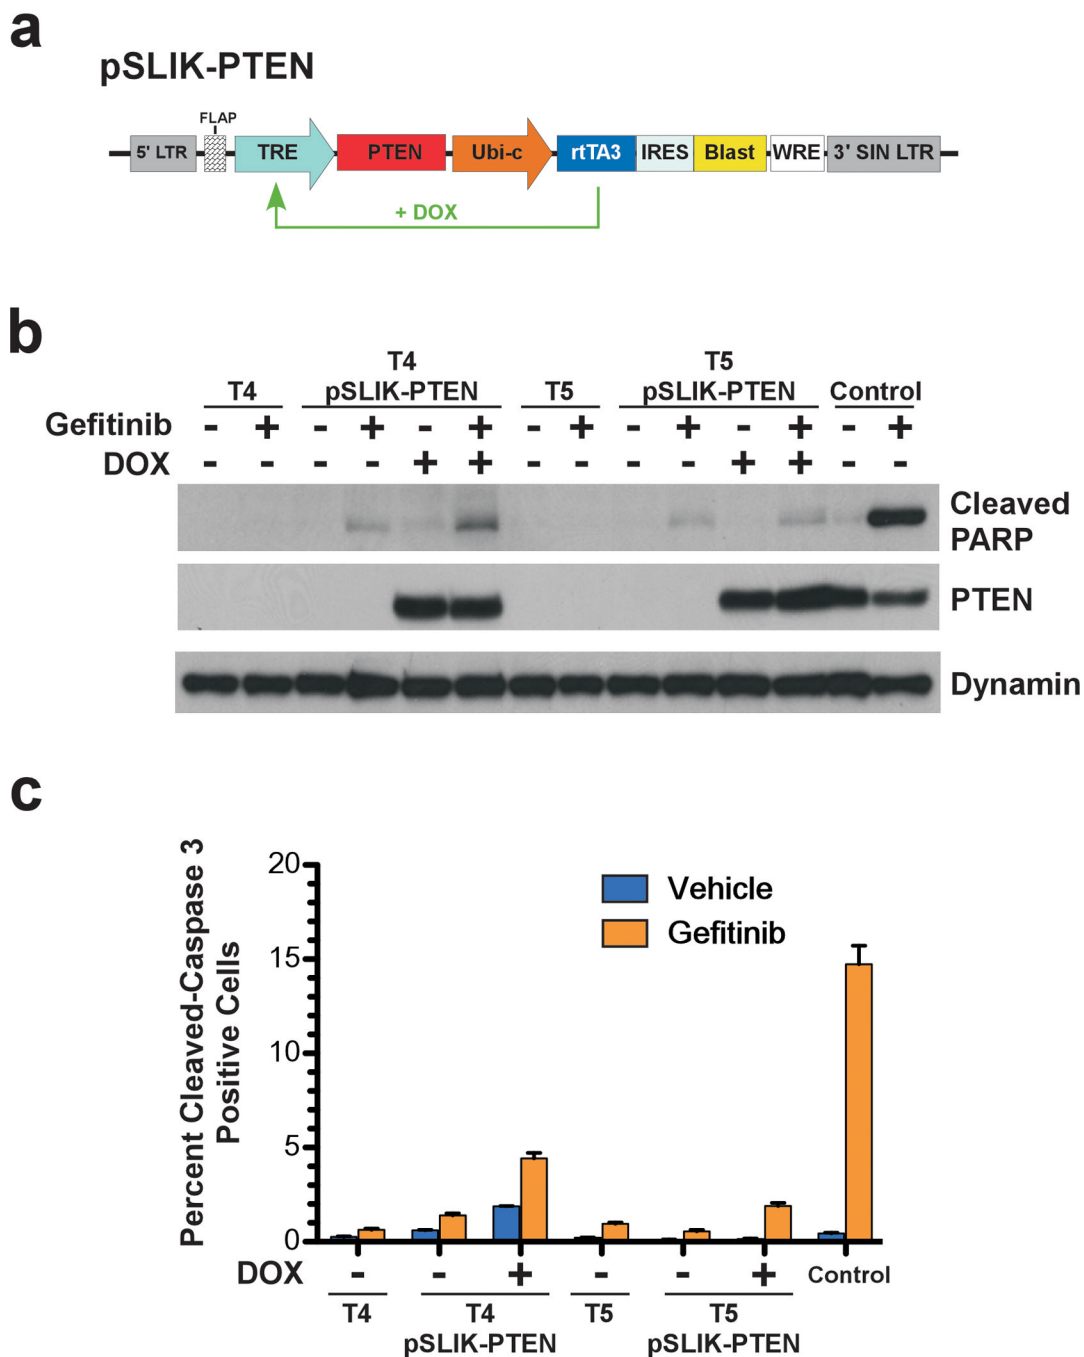 a
pSLIK-PTEN
FLAP
5' LTR TRE PTEN Ubi-c rtTA3 IRES Blast WRE 3' SIN LTR
+ DOX
b
T4 T4 pSLIK-PTEN T5 T5 pSLIK-PTEN Control
Gefitinib - + - + - + - + - + - + - +
DOX - - - - + + - - - - + + - -
Cleaved
PARP
PTEN
Dynamin
c
Percent Cleaved-Caspase 3
Positive Cells
20
15
10
5
0
Vehicle
Gefitinib
DOX - - + - - + Control
T4 T4 T5 T5
pSLIK-PTEN pSLIK-PTEN